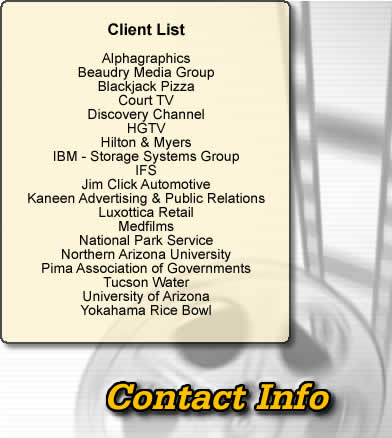 Client List
Alphagraphics
Beaudry Media Group
Blackjack Pizza
Court TV
Discovery Channel
HGTV
Hilton & Myers
IBM - Storage Systems Group
IFS
Jim Click Automotive
Kaneen Advertising & Public Relations
Luxottica Retail
Medfilms
National Park Service
Northern Arizona University
Pima Association of Governments
Tucson Water
University of Arizona
Yokahama Rice Bowl
Contact Info